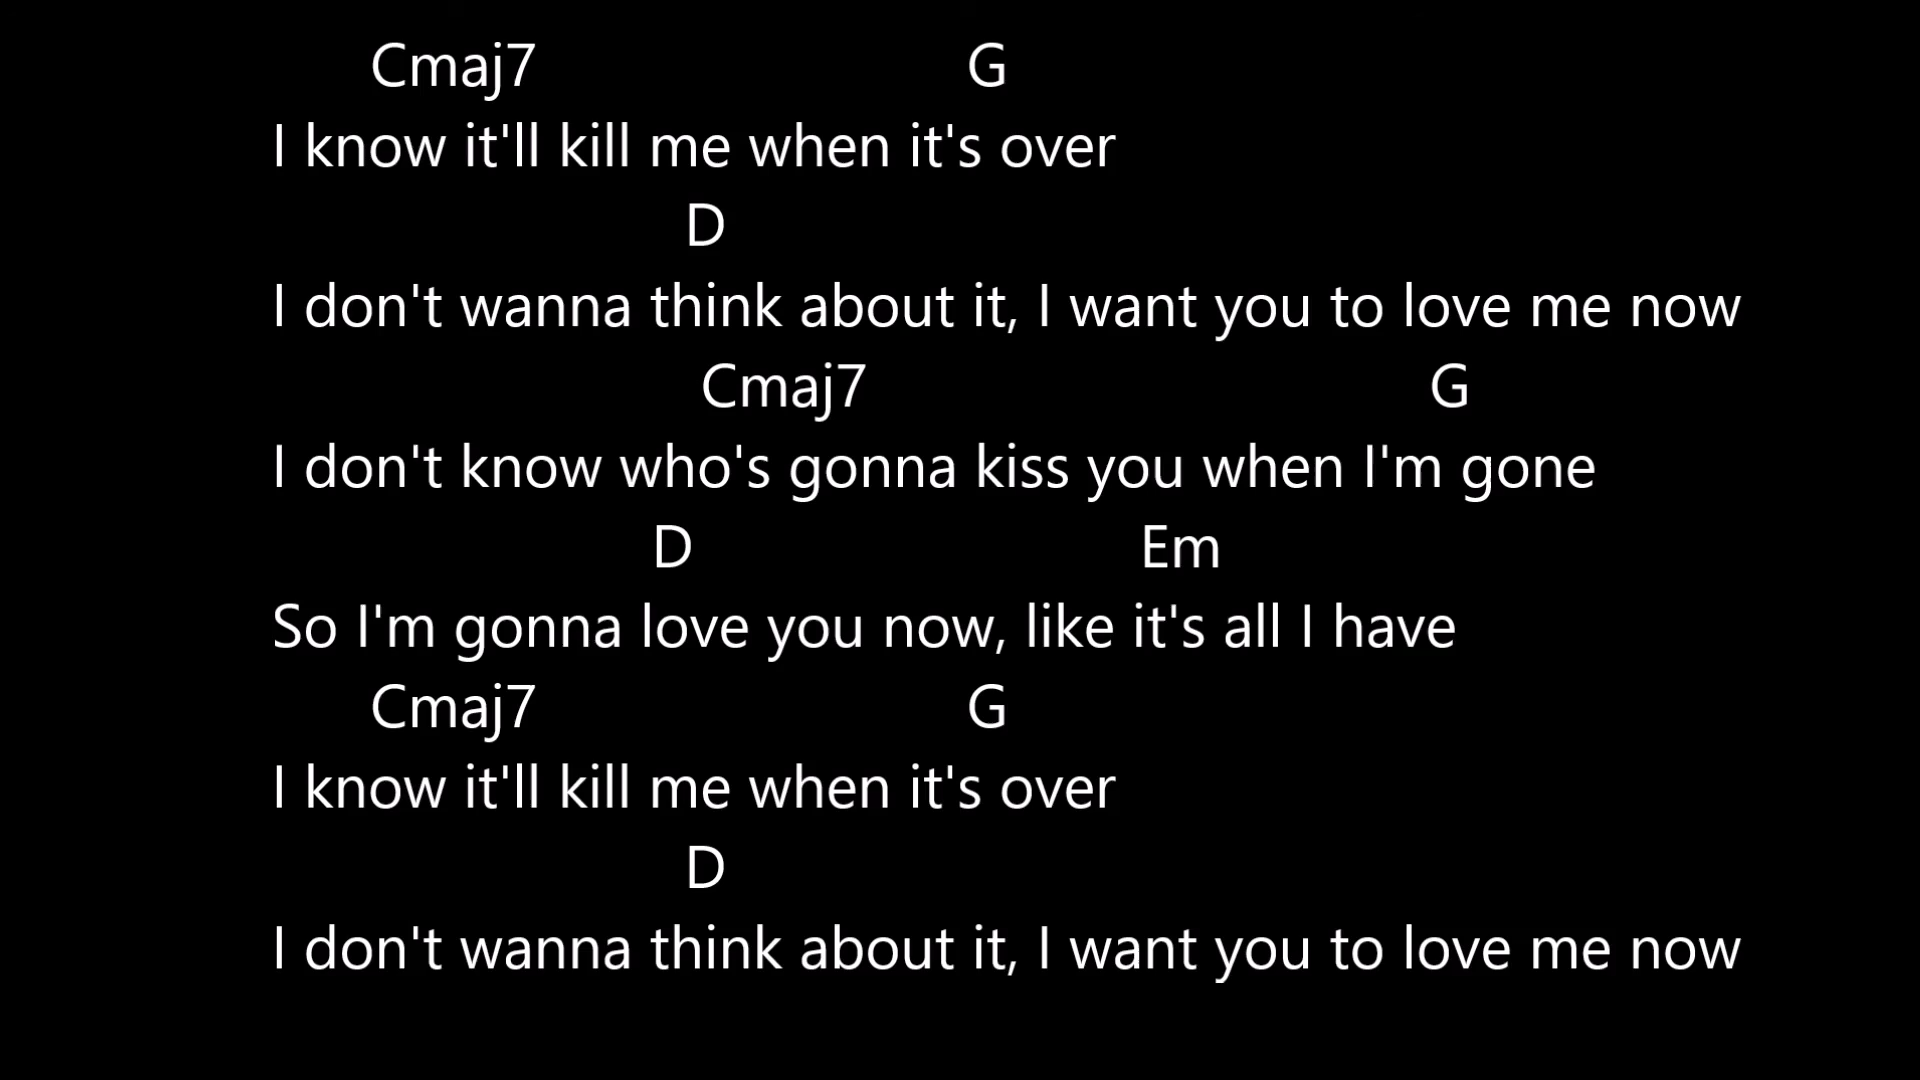 Cmaj7 G
I know it'll kill me when it's over
D
I don't wanna think about it, I want you to love me now
Cmaj7 G
I don't know who's gonna kiss you when I'm gone
D Em
So I'm gonna love you now, like it's all I have
Cmaj7 G
I know it'll kill me when it's over
D
I don't wanna think about it, I want you to love me now